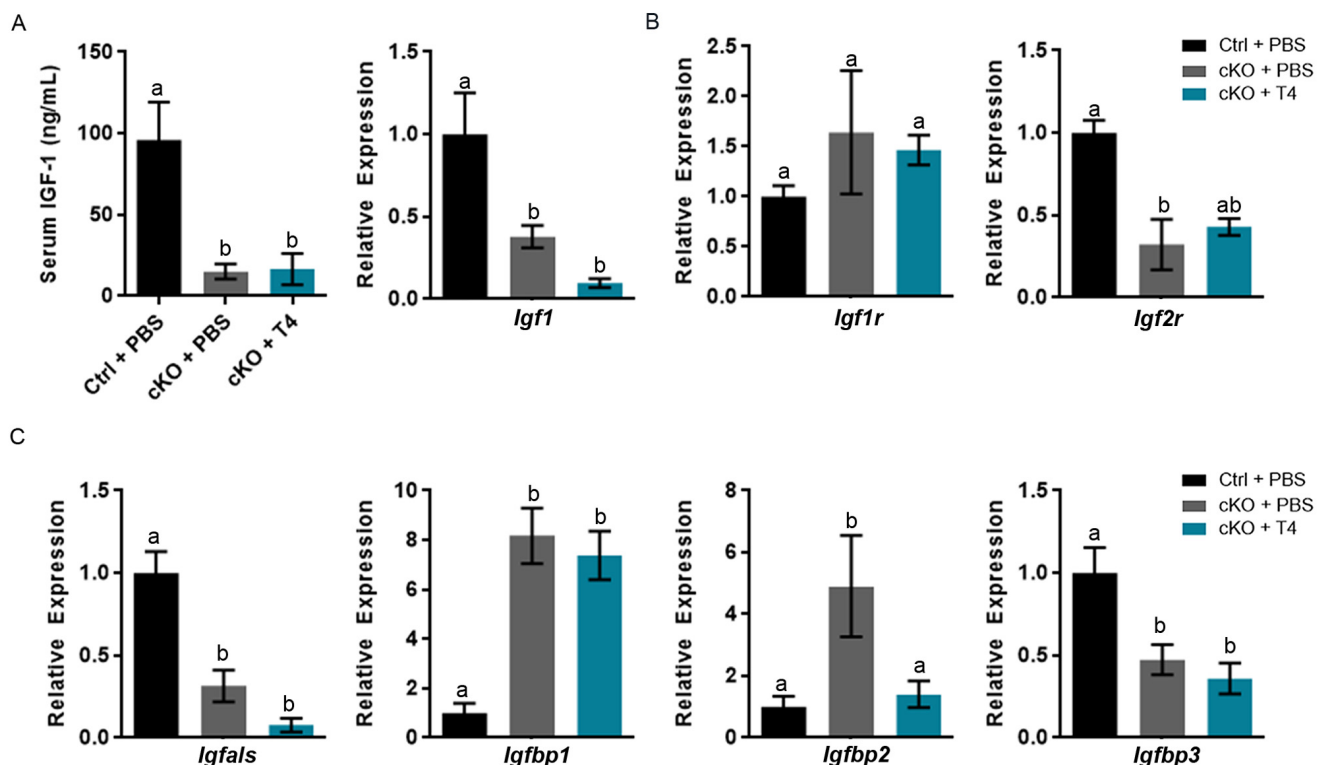 A
Serum IGF-1 (ng/mL)
150
100
50
0
a
b
b
Ctrl + PBS
cKO + PBS
cKO + T4
Relative Expression
1.5
1.0
0.5
0.0
a
b
b
Igf1
B
Relative Expression
2.5
2.0
1.5
1.0
0.5
0.0
a
a
a
Igf1r
Relative Expression
1.5
1.0
0.5
0.0
a
b
ab
Igf2r
Ctrl + PBS
cKO + PBS
cKO + T4
C
Relative Expression
1.5
1.0
0.5
0.0
a
b
b
Igfals
Relative Expression
10
8
6
4
2
0
a
b
b
Igfbp1
Relative Expression
8
6
4
2
0
a
b
a
Igfbp2
Relative Expression
1.5
1.0
0.5
0.0
a
b
b
Igfbp3
Ctrl + PBS
cKO + PBS
cKO + T4